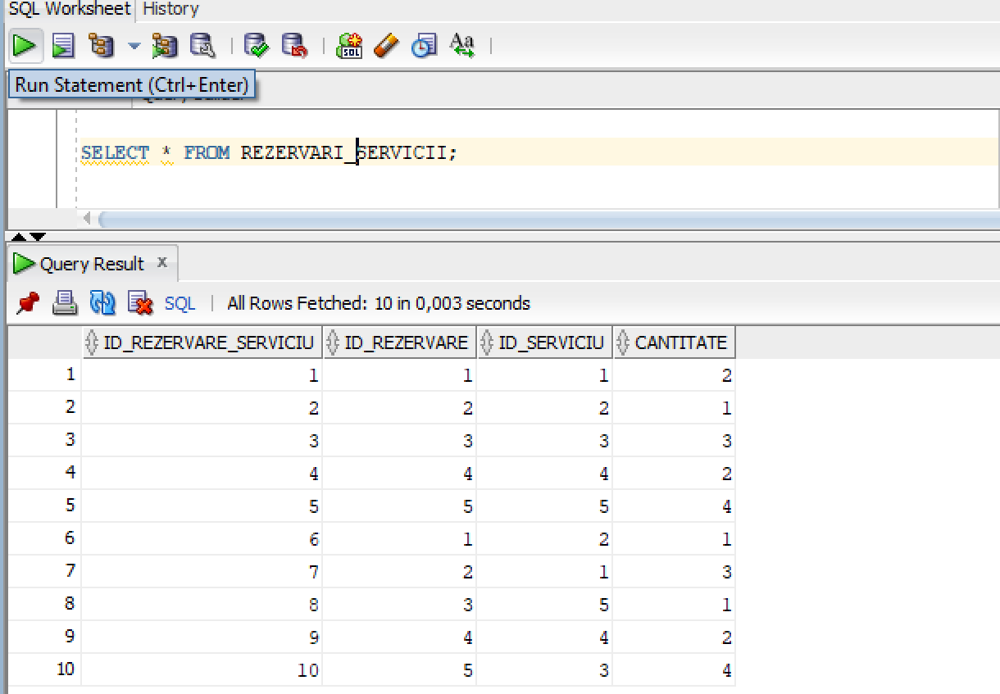 SQL Worksheet History
Aa
Run Statement (Ctrl+Enter)
SELECT * FROM REZERVARI_SERVICII;
Query Result x
SQL All Rows Fetched: 10 in 0,003 seconds
ID_REZERVARE_SERVICIU ID_REZERVARE ID_SERVICIU CANTITATE
1 1 1 1 2
2 2 2 2 1
3 3 3 3 3
4 4 4 4 2
5 5 5 5 4
6 6 1 2 1
7 7 2 1 3
8 8 3 5 1
9 9 4 4 2
10 10 5 3 4